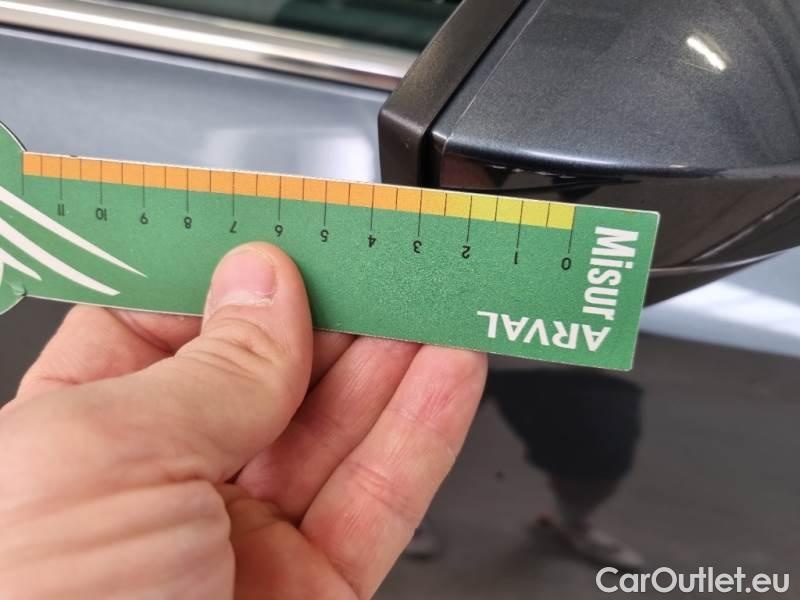 11 10 9 8 7 6 5 4 3 2 1 0
Misur
ARVAL
CarOutlet.eu